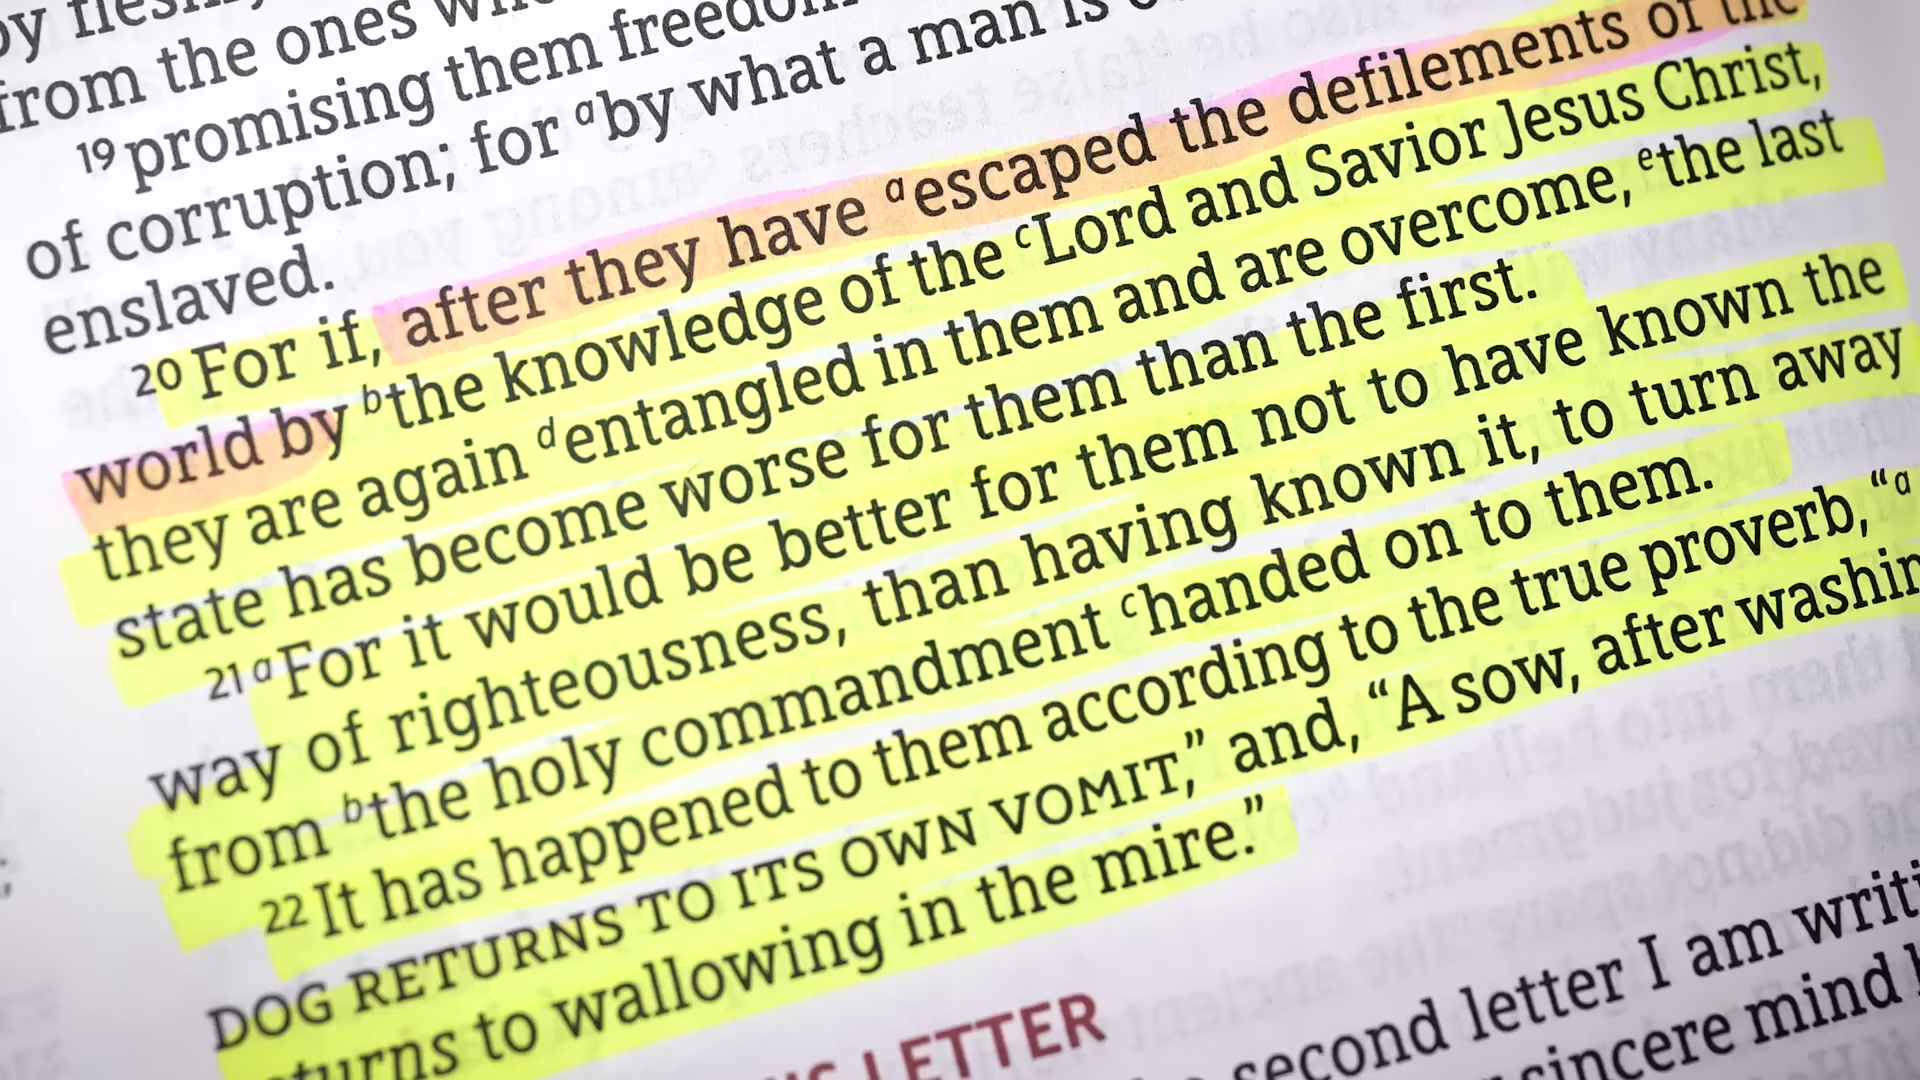 by fleshly
from the ones who
19 promising them freedom
of corruption; for a by what a man is
enslaved.
20 For if, after they have a escaped the defilements of the
world by b the knowledge of the c Lord and Savior Jesus Christ,
they are again d entangled in them and are overcome, e the last
state has become worse for them than the first.
21 a For it would be better for them not to have known the
way of righteousness, than having known it, to turn away
from b the holy commandment c handed on to them.
22 It has happened to them according to the true proverb, “a
DOG RETURNS TO ITS OWN VOMIT,” and, “A sow, after washin
turns to wallowing in the mire.”
LETTER
second letter I am writi
sincere mind